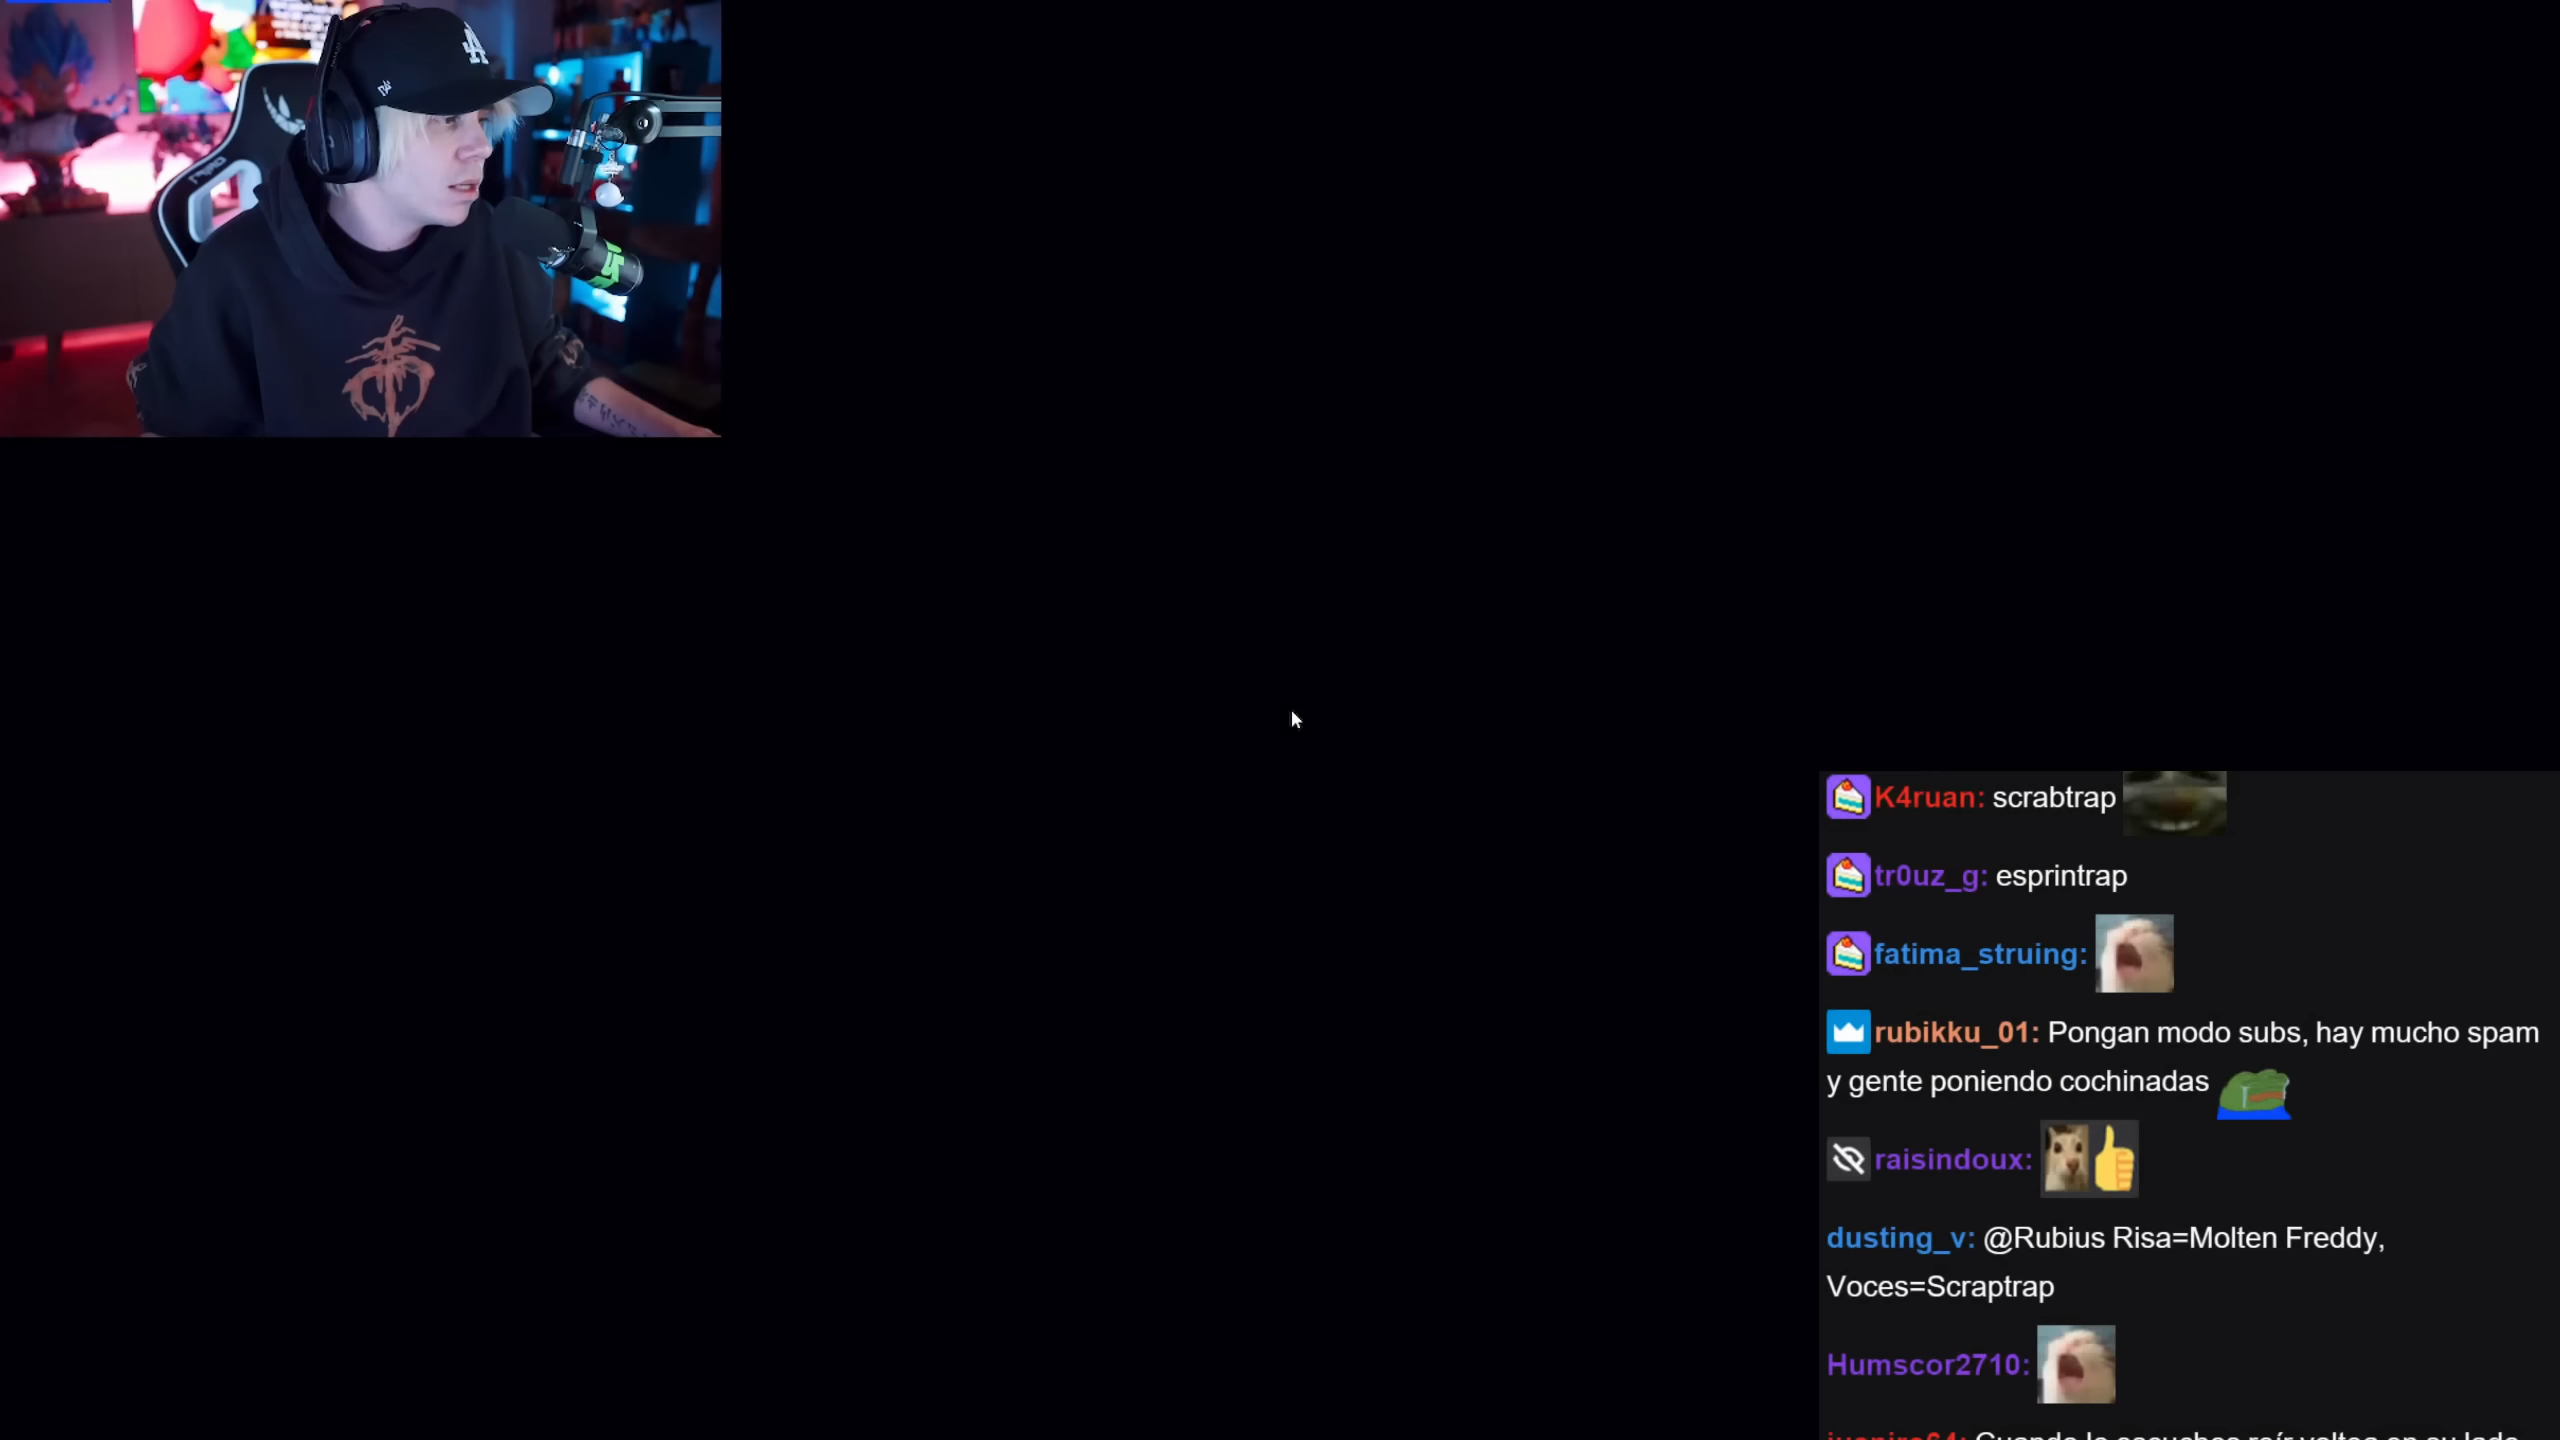 K4ruan: scrabtrap
tr0uz_g: esprintrap
fatima_struing:
rubikku_01: Pongan modo subs, hay mucho spam
y gente poniendo cochinadas
raisindoux:
dusting_v: @Rubius Risa=Molten Freddy,
Voces=Scraptrap
Humscor2710: